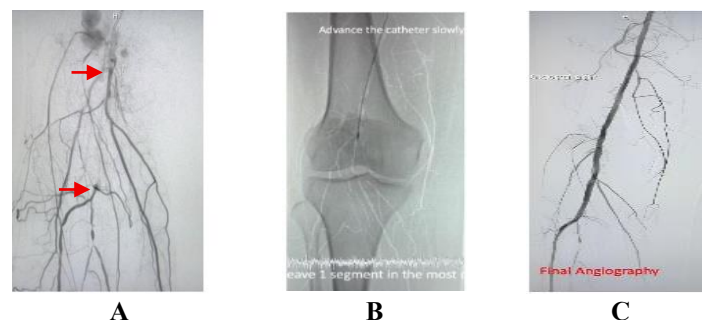 Advance the catheter slowly
eave 1 segment in the most
Final Angiography
A
B
C